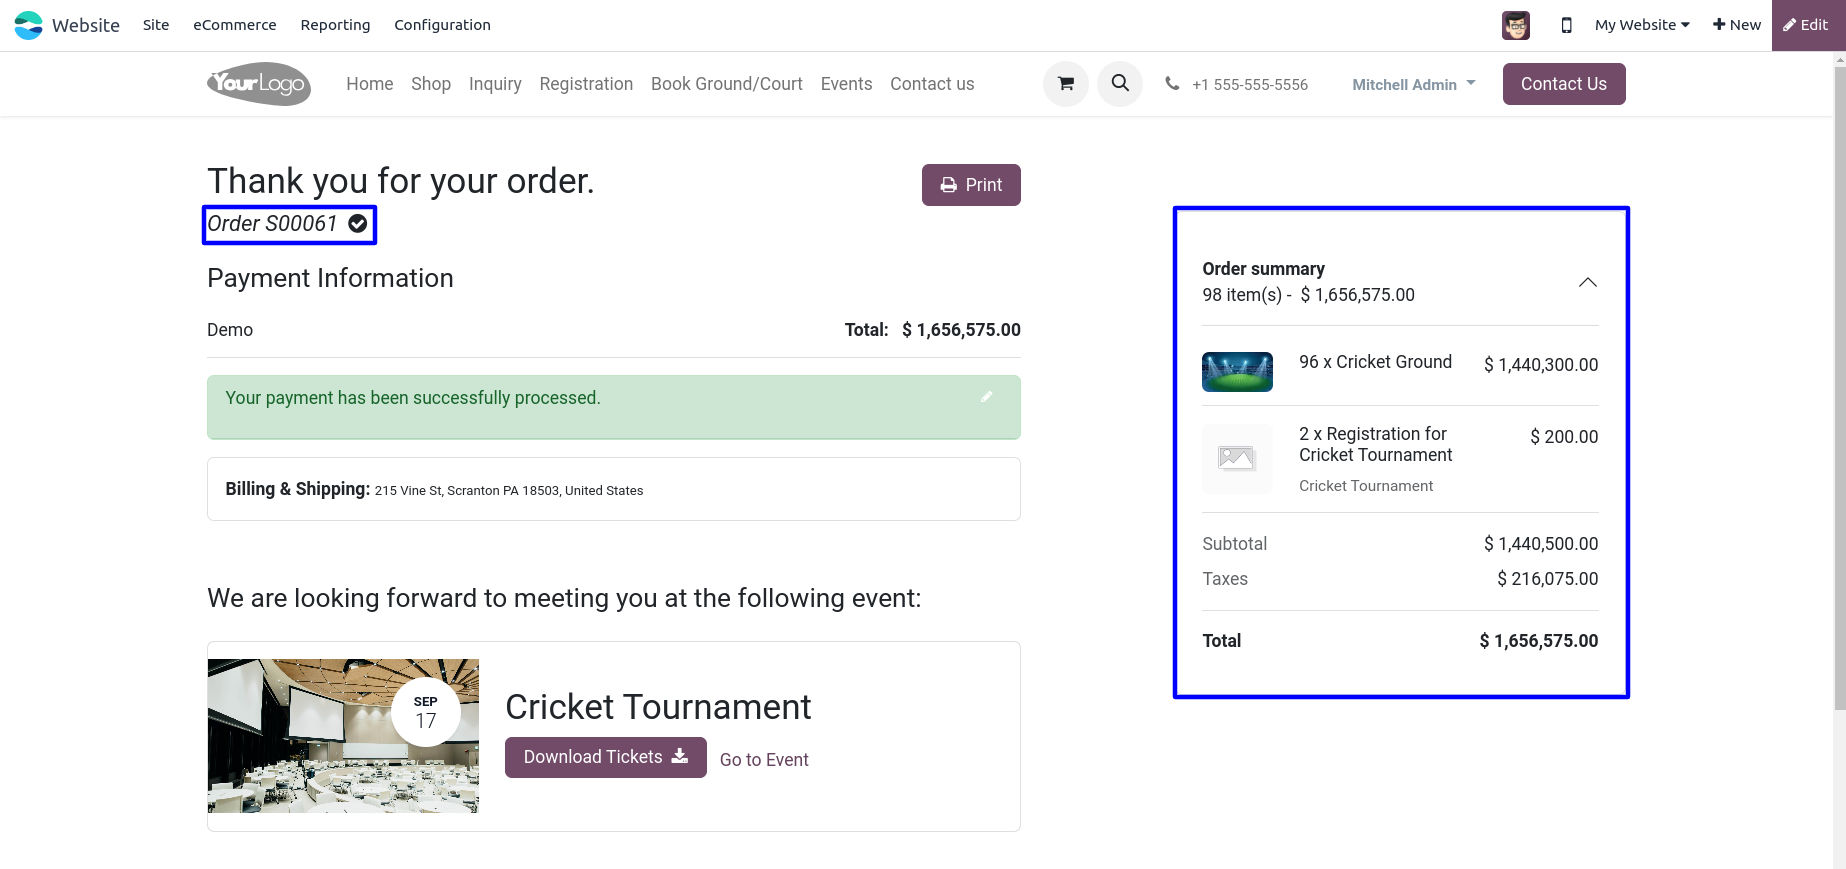 Website Site eCommerce Reporting Configuration My Website New Edit
YourLogo Home Shop Inquiry Registration Book Ground/Court Events Contact us +1 555-555-5556 Mitchell Admin Contact Us
Thank you for your order.
Print
Order S00061
Payment Information
Demo Total: $ 1,656,575.00
Your payment has been successfully processed.
Billing & Shipping: 215 Vine St, Scranton PA 18503, United States
We are looking forward to meeting you at the following event:
SEP
17
Cricket Tournament
Download Tickets Go to Event
Order summary
98 item(s) - $ 1,656,575.00
96 x Cricket Ground $ 1,440,300.00
2 x Registration for $ 200.00
Cricket Tournament
Cricket Tournament
Subtotal $ 1,440,500.00
Taxes $ 216,075.00
Total $ 1,656,575.00